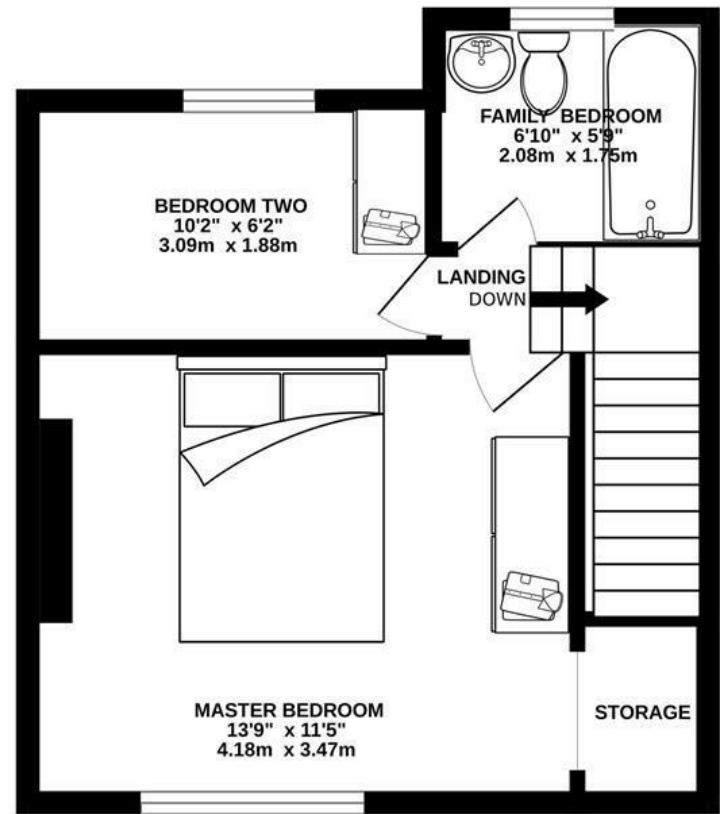 FAMILY BEDROOM
6'10" x 5'9"
2.08m x 1.75m
BEDROOM TWO
10'2" x 6'2"
3.09m x 1.88m
LANDING
DOWN
MASTER BEDROOM
13'9" x 11'5"
4.18m x 3.47m
STORAGE